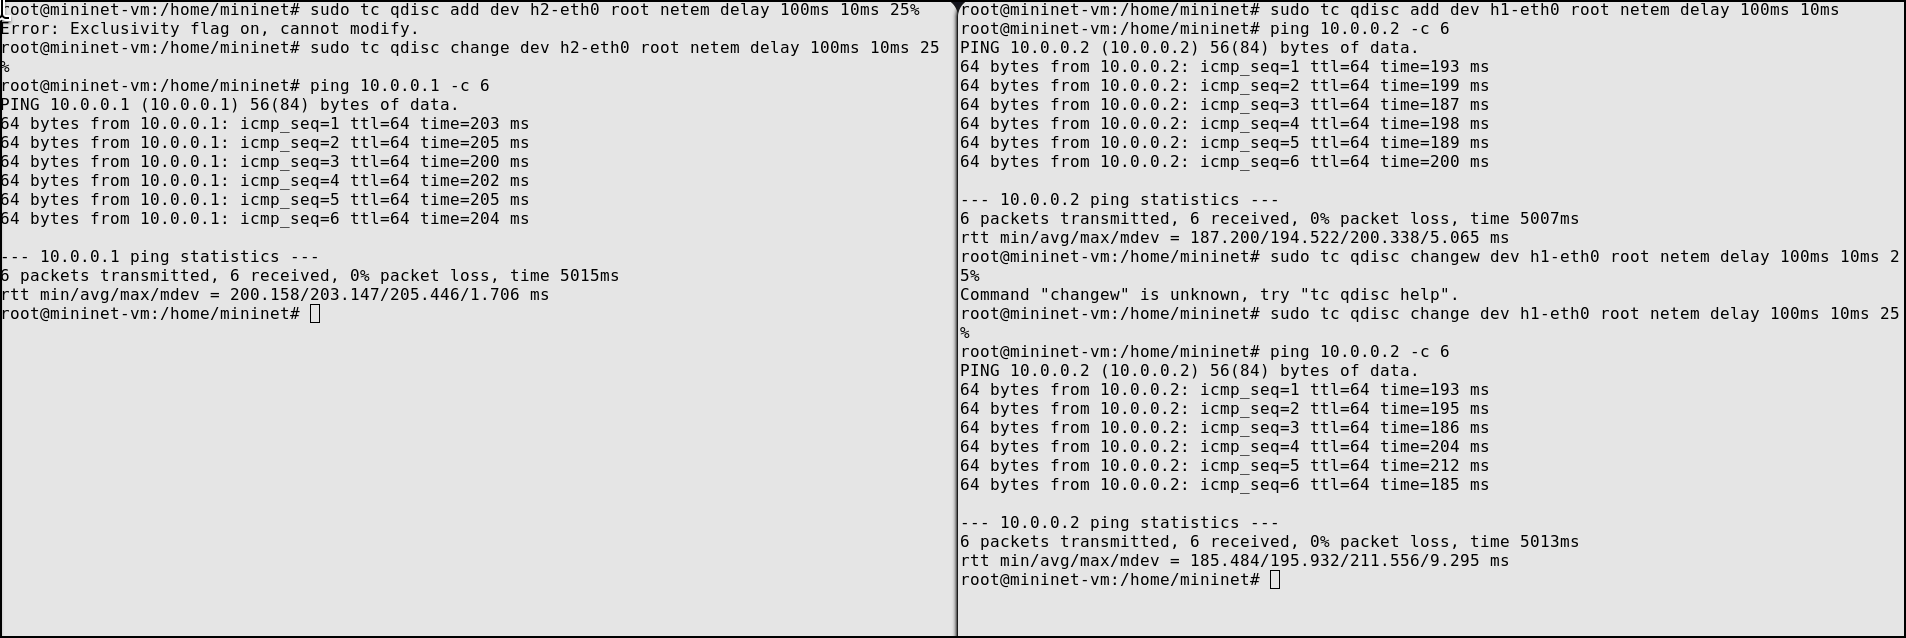 root@mininet-vm:/home/mininet# sudo tc qdisc add dev h2-eth0 root netem delay 100ms 10ms 25%
Error: Exclusivity flag on, cannot modify.
root@mininet-vm:/home/mininet# sudo tc qdisc change dev h2-eth0 root netem delay 100ms 10ms 25
%
root@mininet-vm:/home/mininet# ping 10.0.0.1 -c 6
PING 10.0.0.1 (10.0.0.1) 56(84) bytes of data.
64 bytes from 10.0.0.1: icmp_seq=1 ttl=64 time=203 ms
64 bytes from 10.0.0.1: icmp_seq=2 ttl=64 time=205 ms
64 bytes from 10.0.0.1: icmp_seq=3 ttl=64 time=200 ms
64 bytes from 10.0.0.1: icmp_seq=4 ttl=64 time=202 ms
64 bytes from 10.0.0.1: icmp_seq=5 ttl=64 time=205 ms
64 bytes from 10.0.0.1: icmp_seq=6 ttl=64 time=204 ms
--- 10.0.0.1 ping statistics ---
6 packets transmitted, 6 received, 0% packet loss, time 5015ms
rtt min/avg/max/mdev = 200.158/203.147/205.446/1.706 ms
root@mininet-vm:/home/mininet#
root@mininet-vm:/home/mininet# sudo tc qdisc add dev h1-eth0 root netem delay 100ms 10ms
root@mininet-vm:/home/mininet# ping 10.0.0.2 -c 6
PING 10.0.0.2 (10.0.0.2) 56(84) bytes of data.
64 bytes from 10.0.0.2: icmp_seq=1 ttl=64 time=193 ms
64 bytes from 10.0.0.2: icmp_seq=2 ttl=64 time=199 ms
64 bytes from 10.0.0.2: icmp_seq=3 ttl=64 time=187 ms
64 bytes from 10.0.0.2: icmp_seq=4 ttl=64 time=198 ms
64 bytes from 10.0.0.2: icmp_seq=5 ttl=64 time=189 ms
64 bytes from 10.0.0.2: icmp_seq=6 ttl=64 time=200 ms
--- 10.0.0.2 ping statistics ---
6 packets transmitted, 6 received, 0% packet loss, time 5007ms
rtt min/avg/max/mdev = 187.200/194.522/200.338/5.065 ms
root@mininet-vm:/home/mininet# sudo tc qdisc changew dev h1-eth0 root netem delay 100ms 10ms 2
5%
Command "changew" is unknown, try "tc qdisc help".
root@mininet-vm:/home/mininet# sudo tc qdisc change dev h1-eth0 root netem delay 100ms 10ms 25
%
root@mininet-vm:/home/mininet# ping 10.0.0.2 -c 6
PING 10.0.0.2 (10.0.0.2) 56(84) bytes of data.
64 bytes from 10.0.0.2: icmp_seq=1 ttl=64 time=193 ms
64 bytes from 10.0.0.2: icmp_seq=2 ttl=64 time=195 ms
64 bytes from 10.0.0.2: icmp_seq=3 ttl=64 time=186 ms
64 bytes from 10.0.0.2: icmp_seq=4 ttl=64 time=204 ms
64 bytes from 10.0.0.2: icmp_seq=5 ttl=64 time=212 ms
64 bytes from 10.0.0.2: icmp_seq=6 ttl=64 time=185 ms
--- 10.0.0.2 ping statistics ---
6 packets transmitted, 6 received, 0% packet loss, time 5013ms
rtt min/avg/max/mdev = 185.484/195.932/211.556/9.295 ms
root@mininet-vm:/home/mininet#